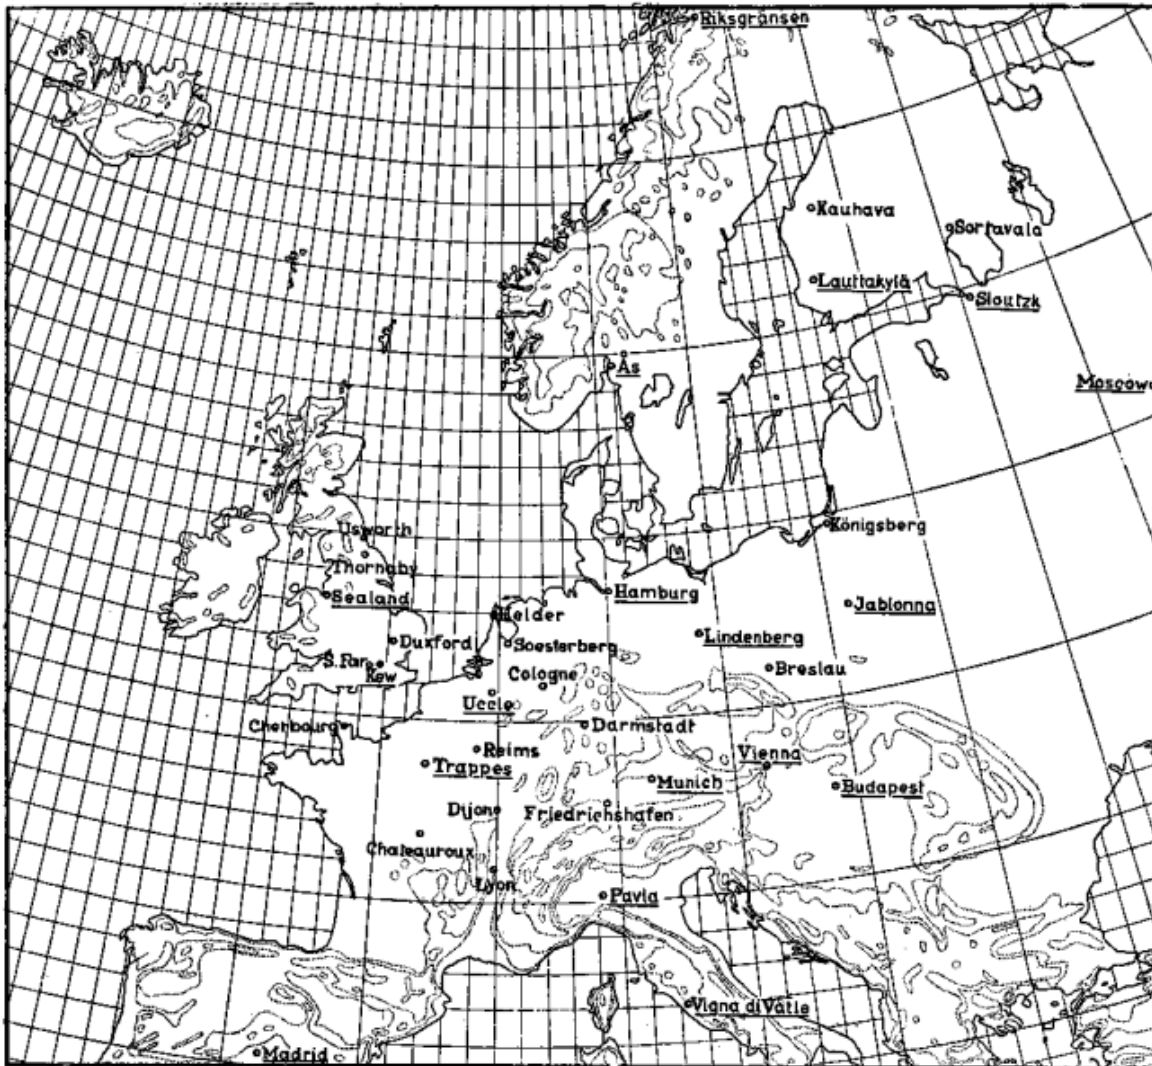 Riksgränsen
Kauhava
Sortavala
Lauttakylä
Sloutzk
Ås
Moscow
Usworth
Königsberg
Thornaby
Sealand
Hamburg
Jablonna
Helder
Duxford
Soesterberg
Lindenberg
S.Far.
Kew
Cologne
Breslau
Uccle
Cherbourg
Darmstadt
Reims
Trappes
Vienna
Munich
Budapest
Dijon
Friedrichshafen
Chateauroux
Lyon
Pavia
Vigna di Valle
Madrid